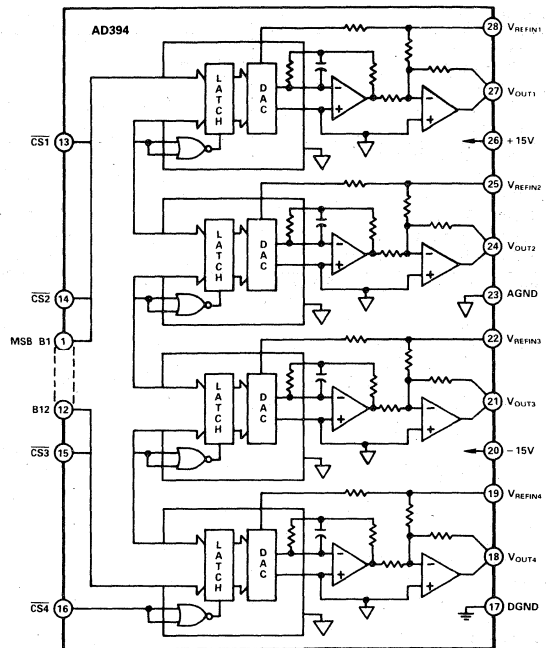 AD394
28 VREFIN1
LATCH
DAC
−
+
−
+
27 VOUT1
26 +15V
CS1 13
25 VREFIN2
LATCH
DAC
−
+
−
+
24 VOUT2
23 AGND
CS2 14
MSB B1 1
22 VREFIN3
LATCH
DAC
−
+
−
+
21 VOUT3
B12 12
CS3 15
20 −15V
19 VREFIN4
LATCH
DAC
−
+
−
+
18 VOUT4
CS4 16
17 DGND